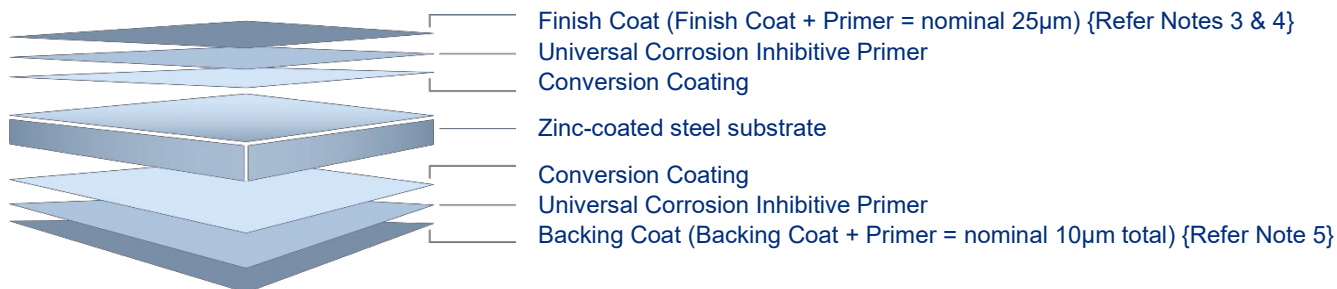 Finish Coat (Finish Coat + Primer = nominal 25µm) {Refer Notes 3 & 4}
Universal Corrosion Inhibitive Primer
Conversion Coating
Zinc-coated steel substrate
Conversion Coating
Universal Corrosion Inhibitive Primer
Backing Coat (Backing Coat + Primer = nominal 10µm total) {Refer Note 5}